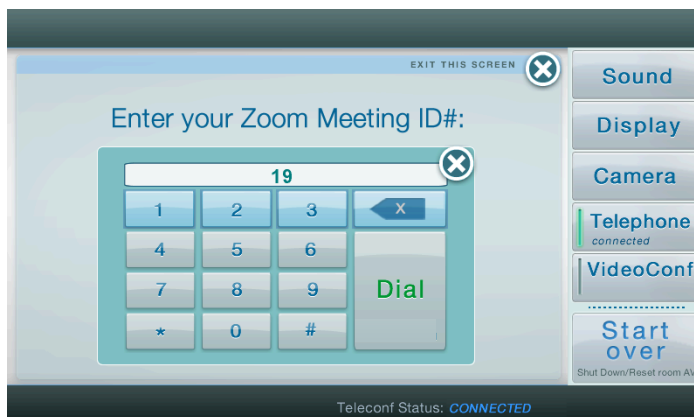 EXIT THIS SCREEN
Enter your Zoom Meeting ID#:
19
1 2 3 X
4 5 6
7 8 9
Dial
* 0 #
Sound
Display
Camera
Telephone
connected
VideoConf
Start
over
Shut Down/Reset room AV
Teleconf Status: CONNECTED